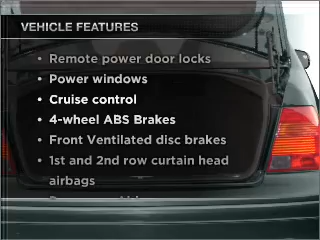 VEHICLE FEATURES
• Remote power door locks
• Power windows
• Cruise control
• 4-wheel ABS Brakes
• Front Ventilated disc brakes
• 1st and 2nd row curtain head
airbags